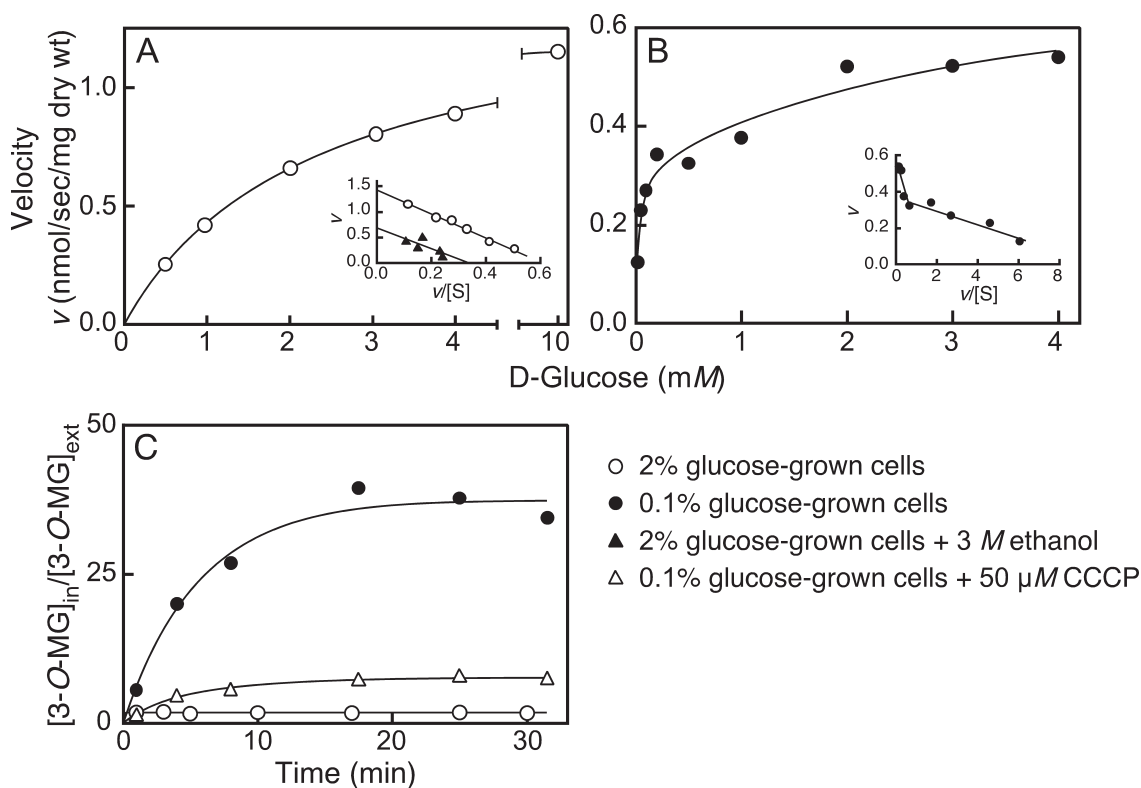 A
Velocity
v (nmol/sec/mg dry wt)
1.0
0.5
0.0
0 1 2 3 4 10
v
1.5
1.0
0.5
0.0
0.0 0.2 0.4 0.6
v/[S]
B
0.6
0.4
0.2
0.0
0 1 2 3 4
v
0.6
0.4
0.2
0.0
0 2 4 6 8
v/[S]
D-Glucose (mM)
C
[3-O-MG]in/[3-O-MG]ext
50
25
0
0 10 20 30
Time (min)
2% glucose-grown cells
0.1% glucose-grown cells
2% glucose-grown cells + 3 M ethanol
0.1% glucose-grown cells + 50 µM CCCP